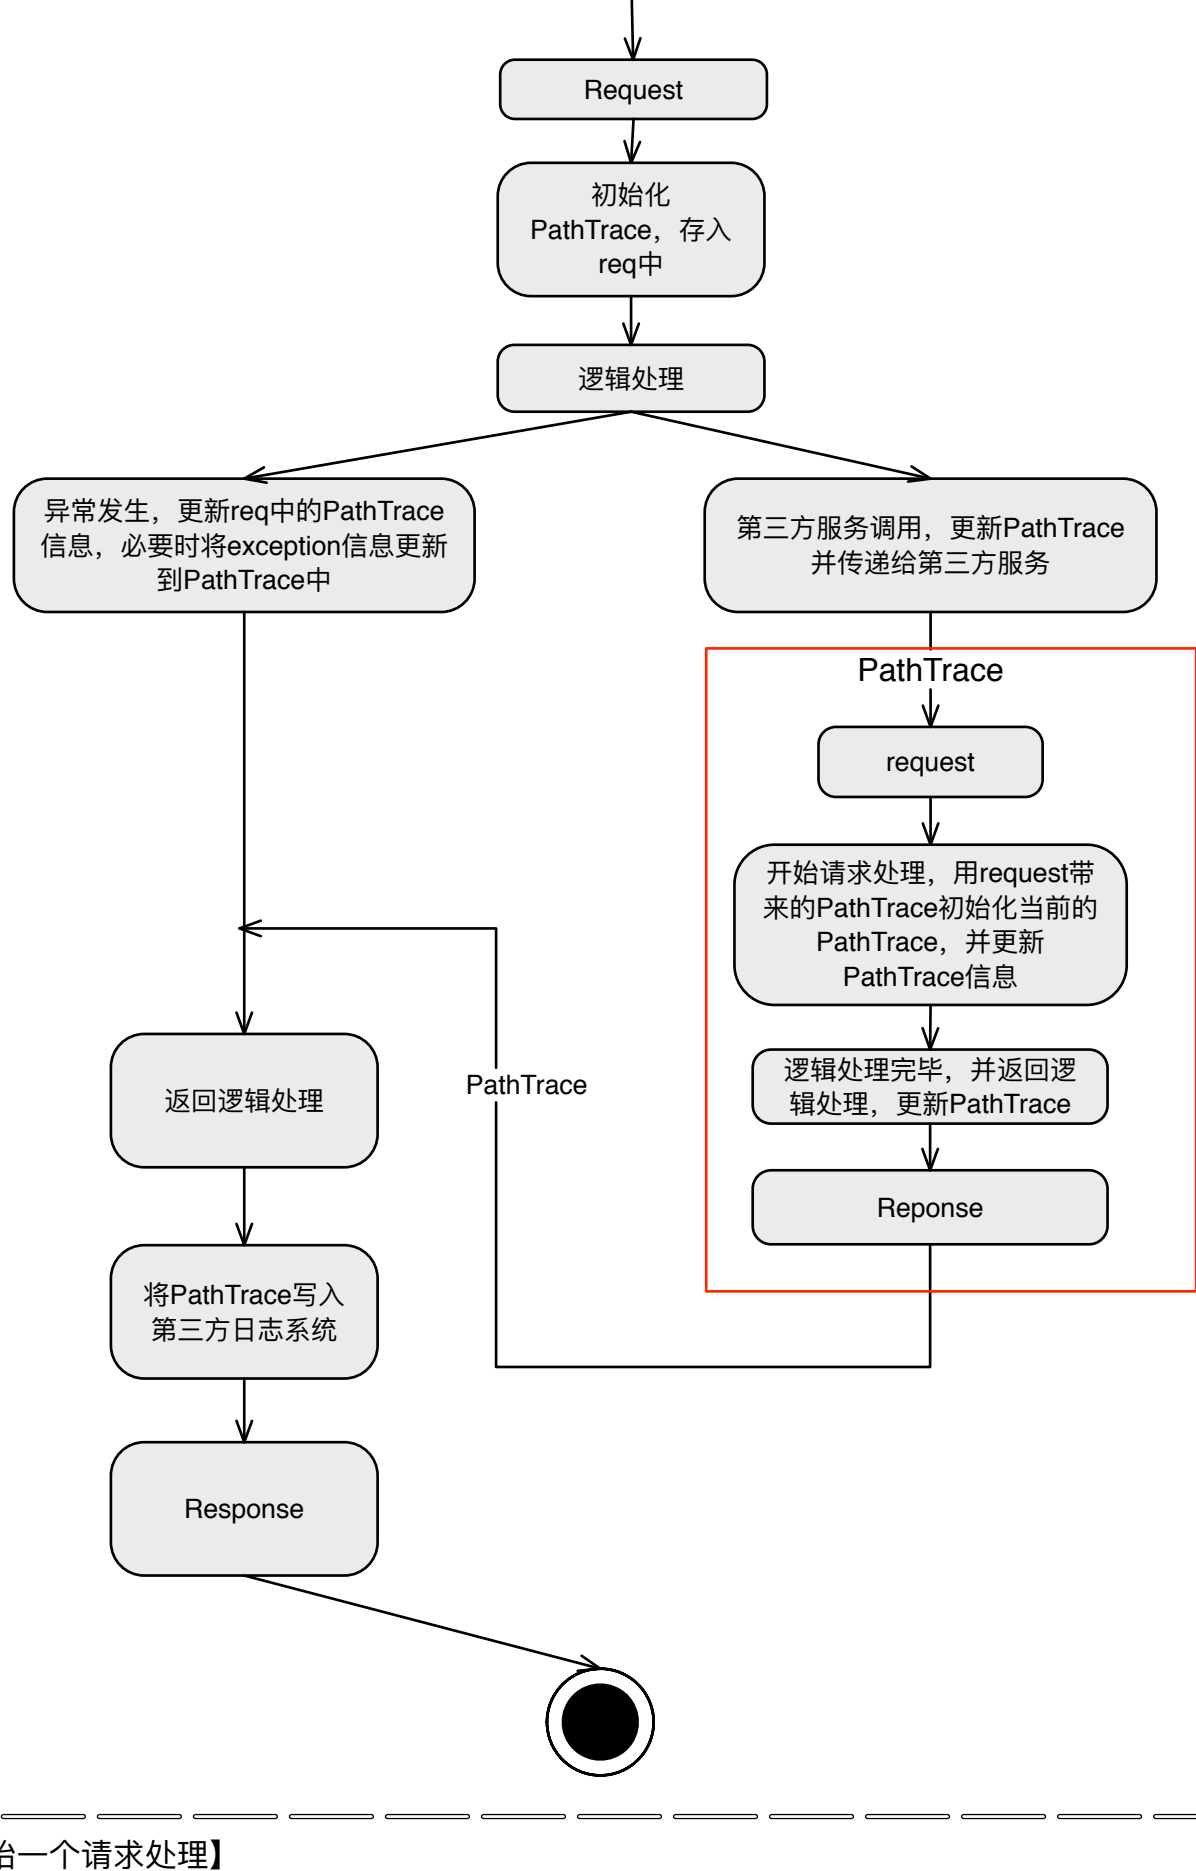 Request
初始化
PathTrace，存入
req中
逻辑处理
异常发生，更新req中的PathTrace
信息，必要时将exception信息更新
到PathTrace中
第三方服务调用，更新PathTrace
并传递给第三方服务
PathTrace
request
开始请求处理，用request带
来的PathTrace初始化当前的
PathTrace，并更新
PathTrace信息
逻辑处理完毕，并返回逻
辑处理，更新PathTrace
Reponse
PathTrace
返回逻辑处理
将PathTrace写入
第三方日志系统
Response
一个请求处理】